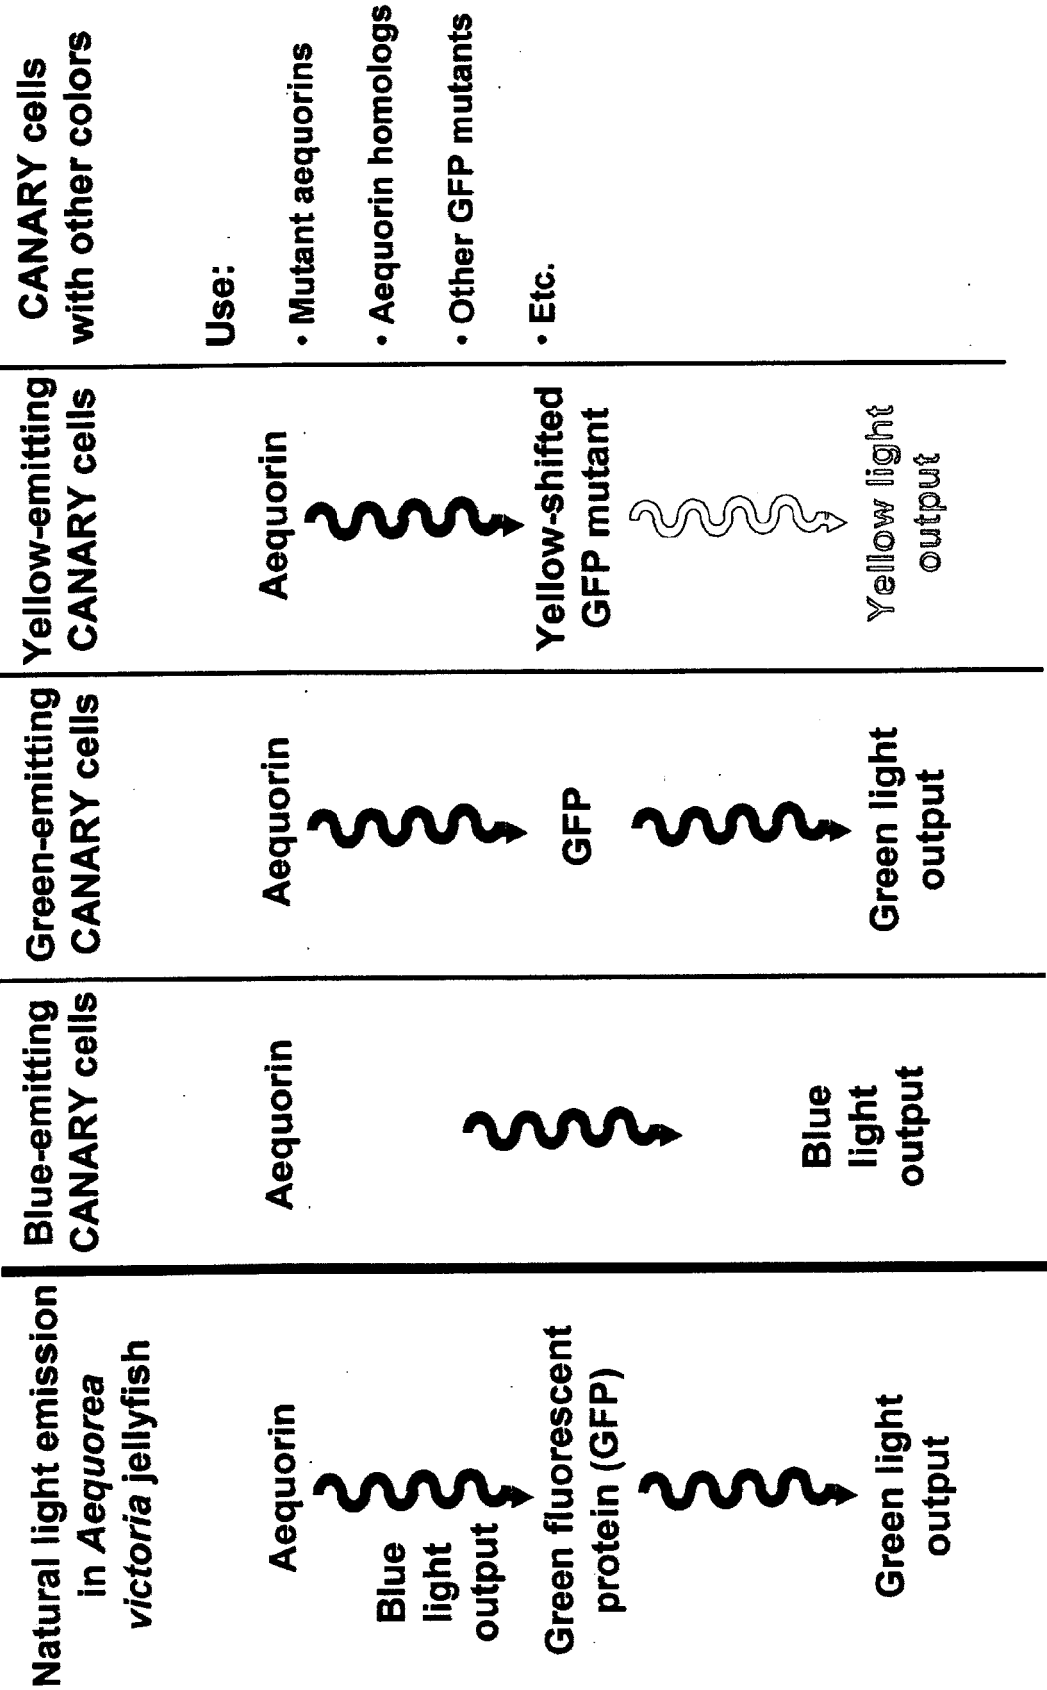 Natural light emission
in Aequorea
victoria jellyfish
Aequorin
Blue
light
output
Green fluorescent
protein (GFP)
Green light
output
Blue-emitting
CANARY cells
Aequorin
Blue
light
output
Green-emitting
CANARY cells
Aequorin
GFP
Green light
output
Yellow-emitting
CANARY cells
Aequorin
Yellow-shifted
GFP mutant
Yellow light
output
CANARY cells
with other colors
Use:
• Mutant aequorins
• Aequorin homologs
• Other GFP mutants
• Etc.